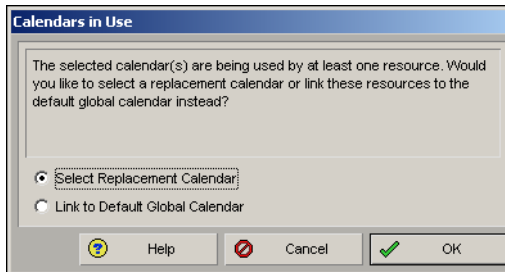 Calendars in Use
The selected calendar(s) are being used by at least one resource. Would
you like to select a replacement calendar or link these resources to the
default global calendar instead?
Select Replacement Calendar
Link to Default Global Calendar
Help Cancel OK